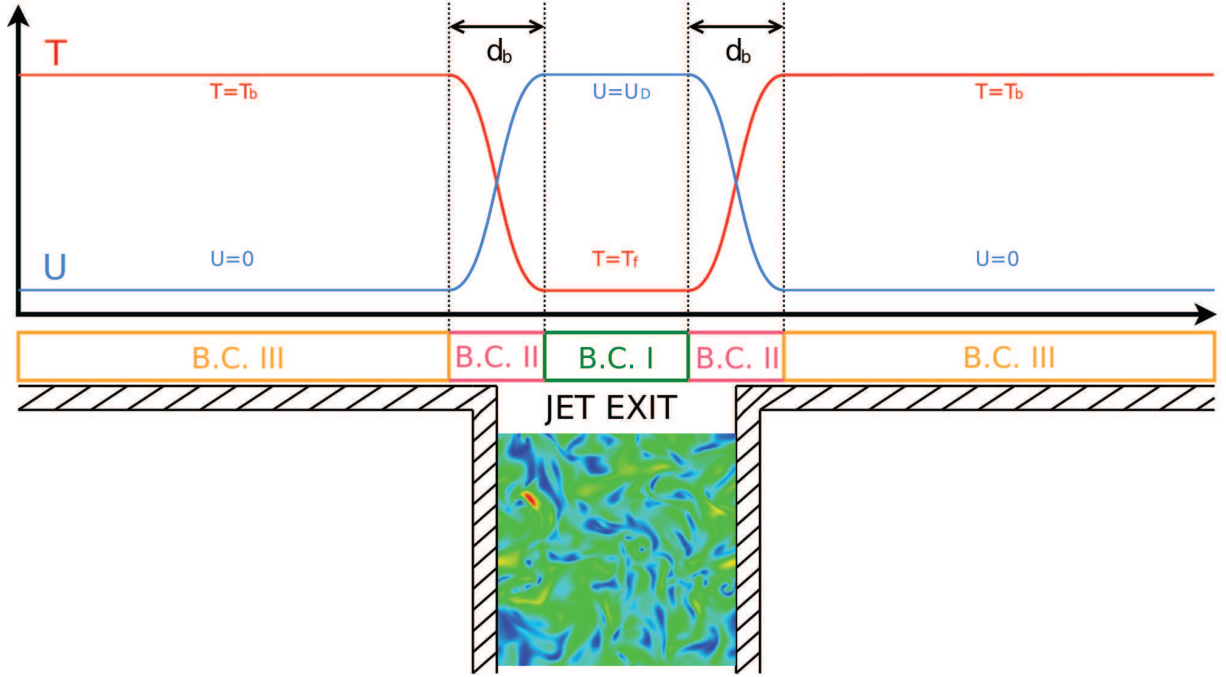 d_b d_b
T
T=T_b U=U_D T=T_b
U U=0 T=T_f U=0
B.C. III B.C. II B.C. I B.C. II B.C. III
JET EXIT